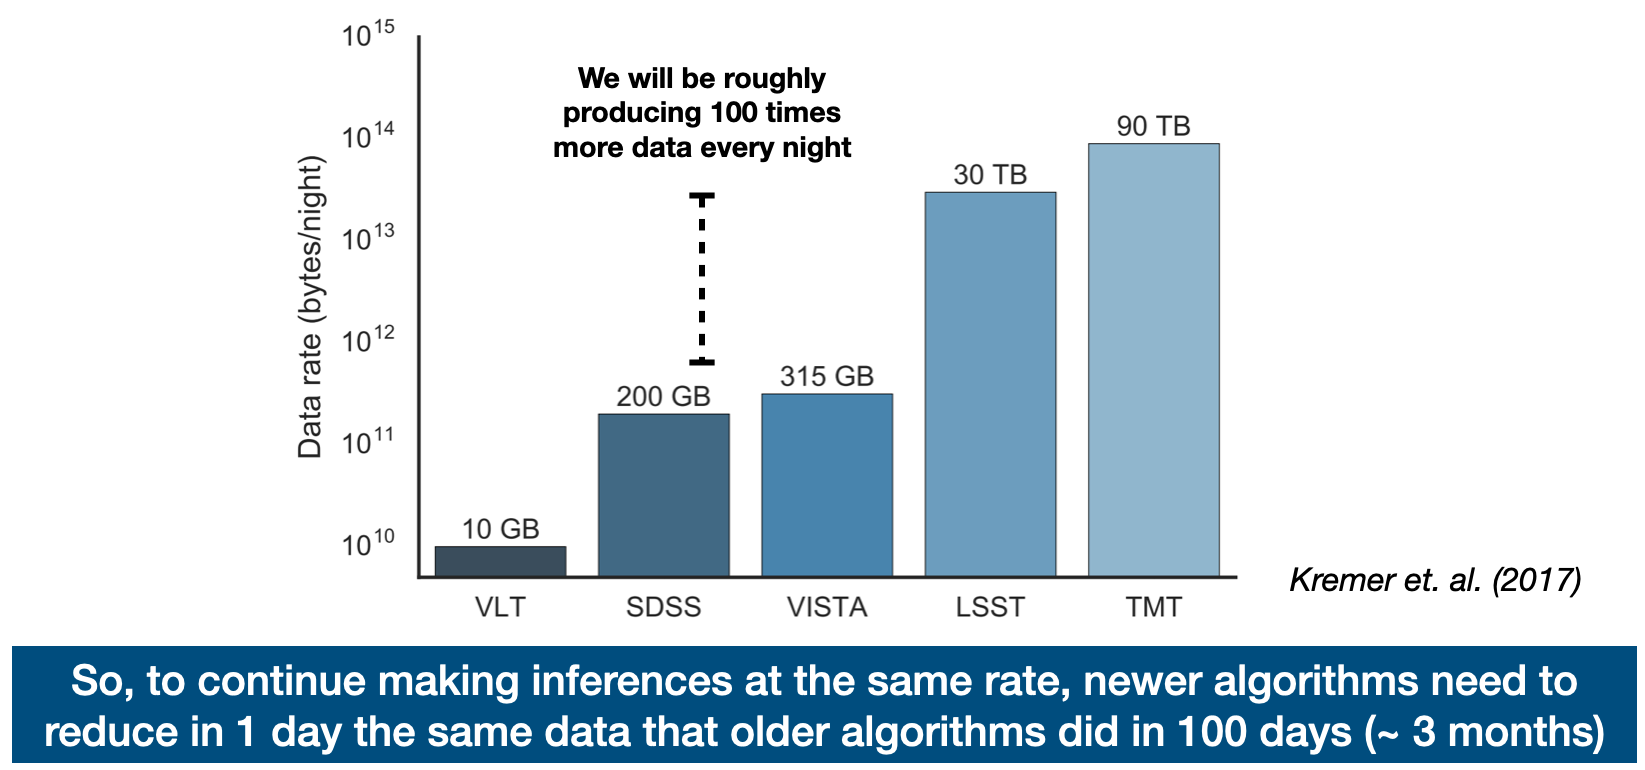 10^15
We will be roughly
producing 100 times
more data every night
10^14
90 TB
30 TB
10^13
Data rate (bytes/night)
10^12
315 GB
200 GB
10^11
10 GB
10^10
VLT SDSS VISTA LSST TMT
Kremer et. al. (2017)
So, to continue making inferences at the same rate, newer algorithms need to
reduce in 1 day the same data that older algorithms did in 100 days (~ 3 months)